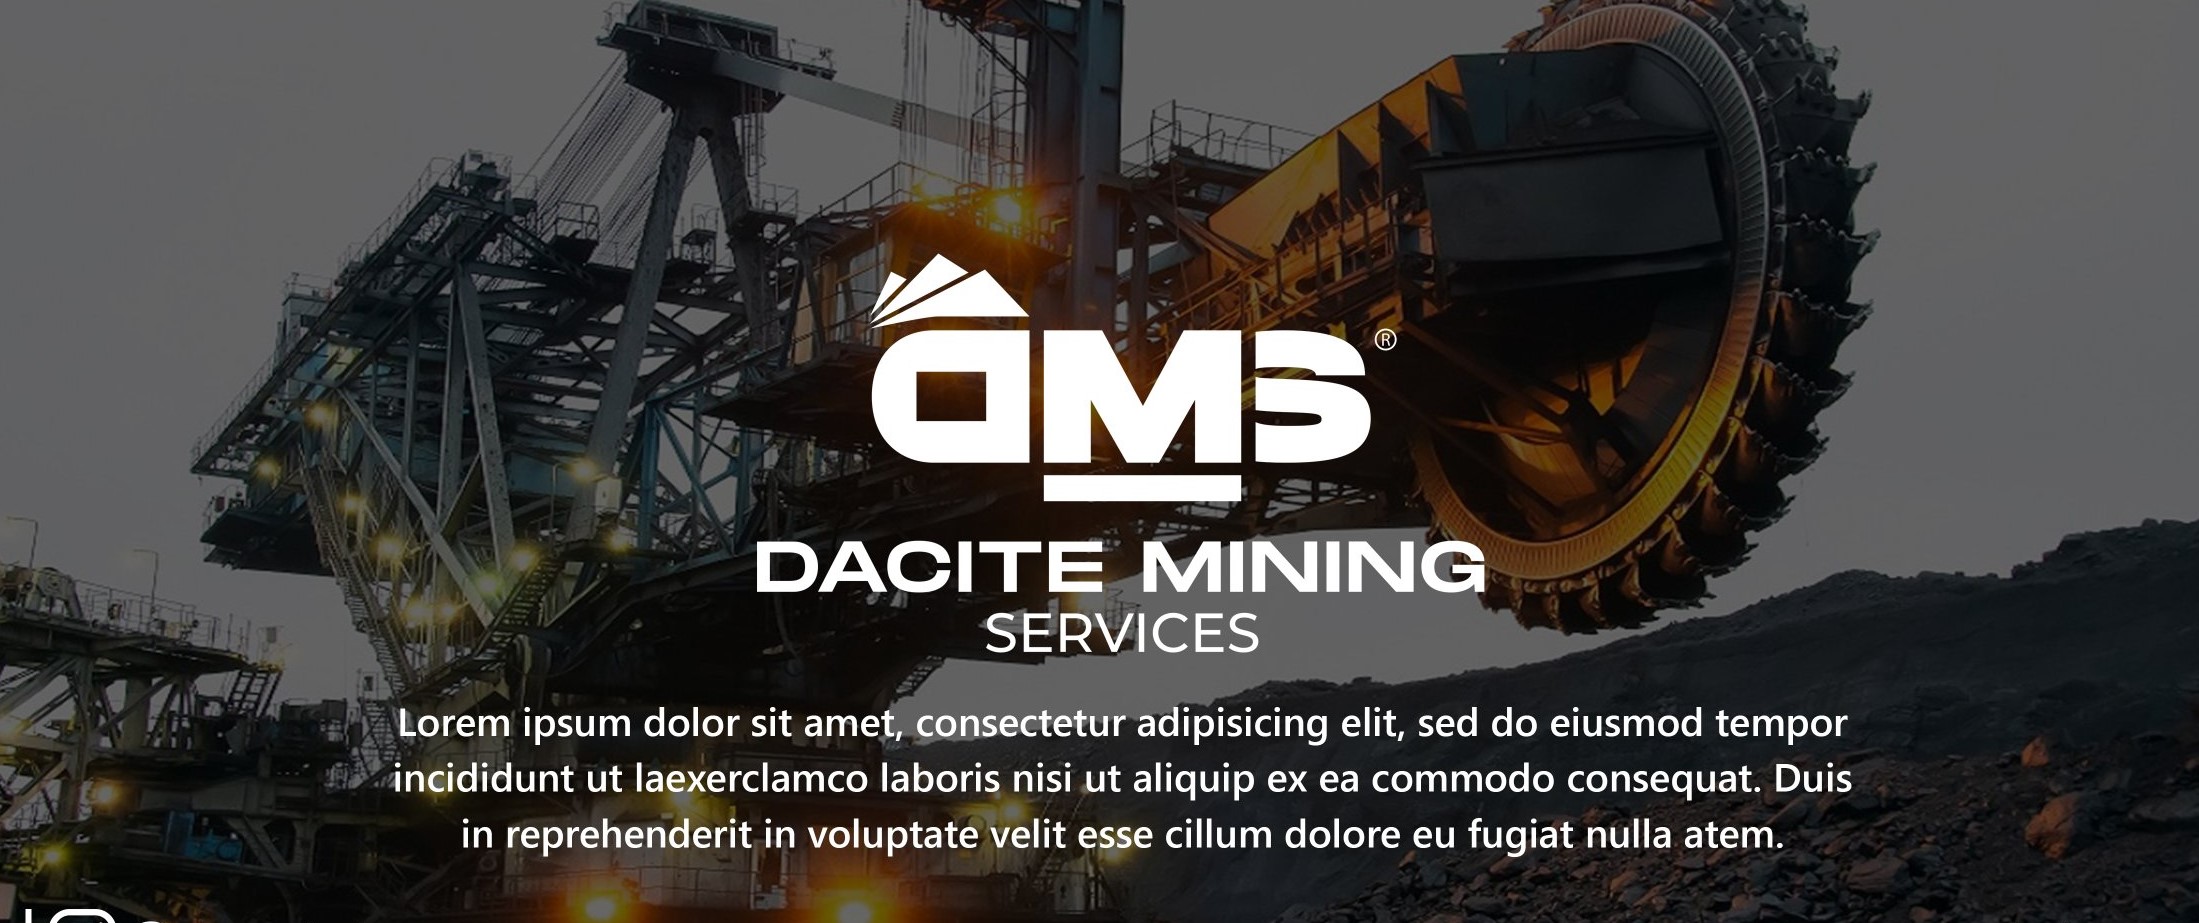 DMS®
DACITE MINING
SERVICES
Lorem ipsum dolor sit amet, consectetur adipisicing elit, sed do eiusmod tempor
incididunt ut laexerclamco laboris nisi ut aliquip ex ea commodo consequat. Duis
in reprehenderit in voluptate velit esse cillum dolore eu fugiat nulla atem.